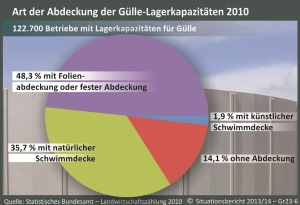 Art der Abdeckung der Gülle-Lagerkapazitäten 2010
122.700 Betriebe mit Lagerkapazitäten für Gülle
48,3 % mit Folien-
abdeckung oder fester Abdeckung
1,9 % mit künstlicher
Schwimmdecke
35,7 % mit natürlicher
Schwimmdecke
14,1 % ohne Abdeckung
Quelle: Statistisches Bundesamt – Landwirtschaftszählung 2010 © Situationsbericht 2013/14 – Gr23-6